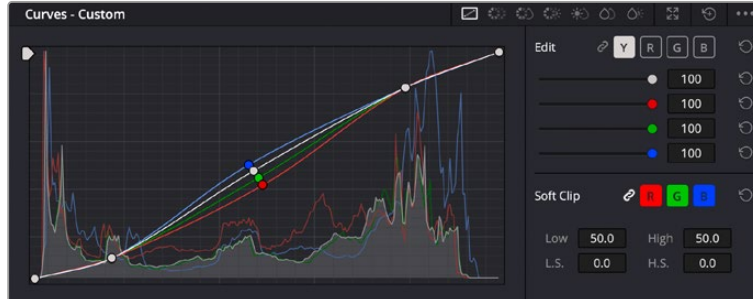 Curves - Custom
Edit Y R G B
100
100
100
100
Soft Clip R G B
Low 50.0 High 50.0
L.S. 0.0 H.S. 0.0